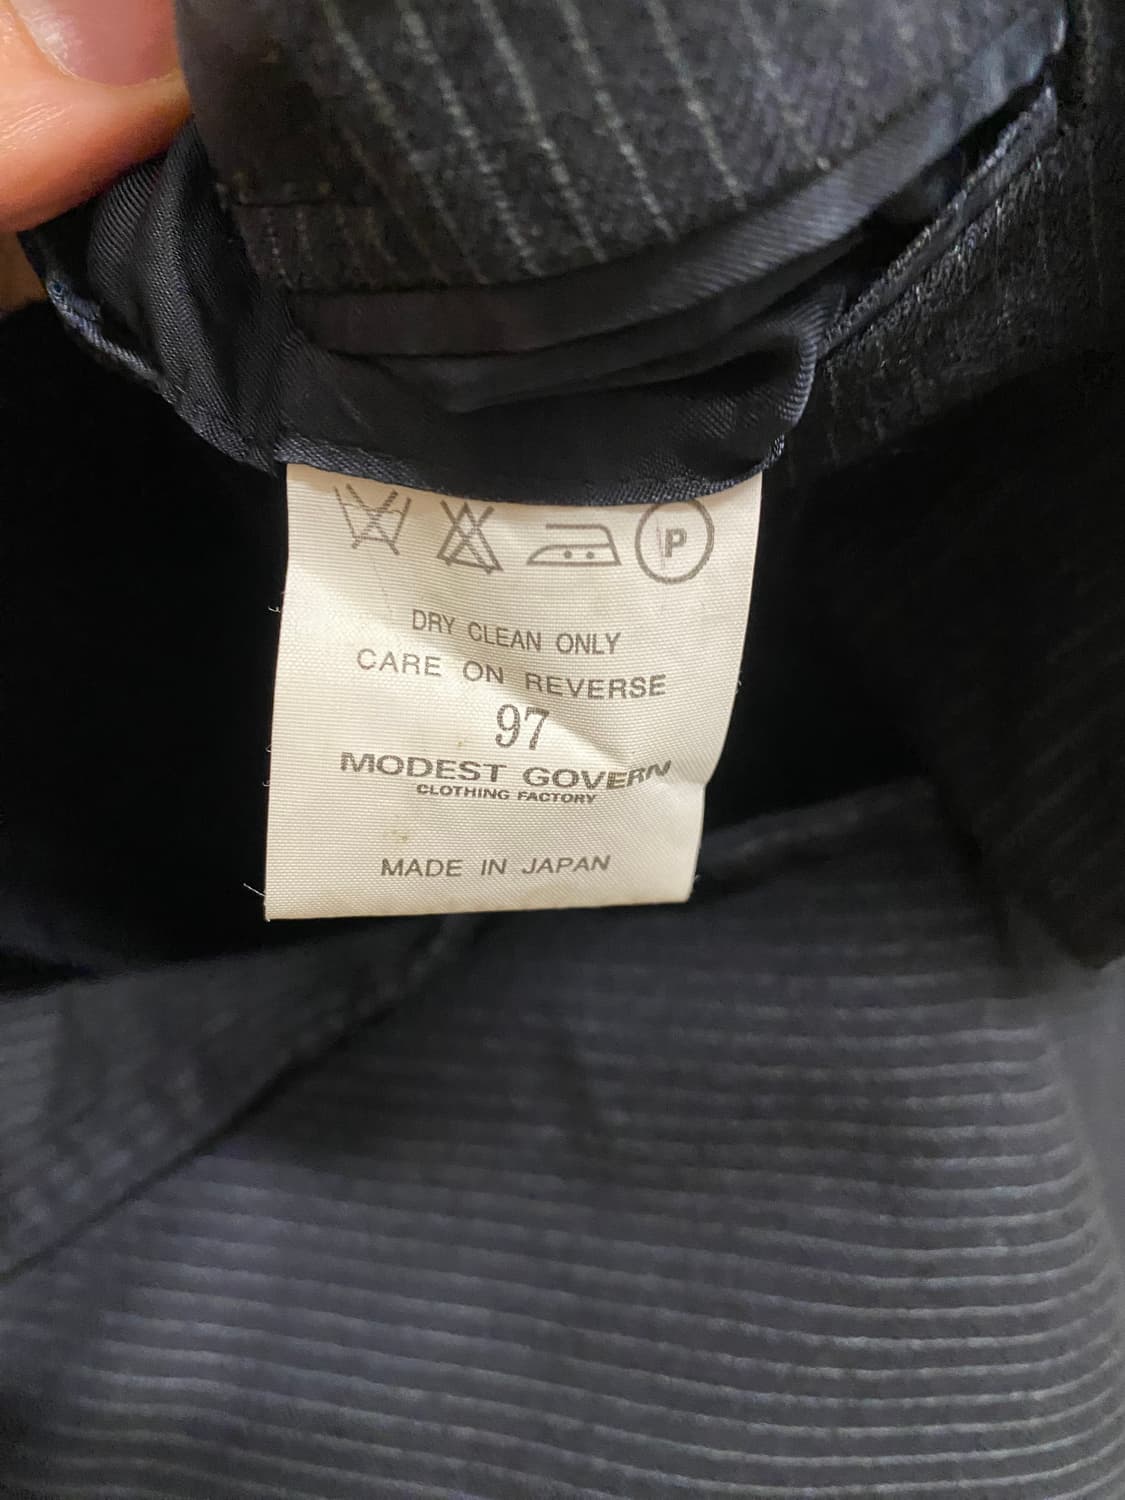 P
DRY CLEAN ONLY
CARE ON REVERSE
97
MODEST GOVERN
CLOTHING FACTORY
MADE IN JAPAN